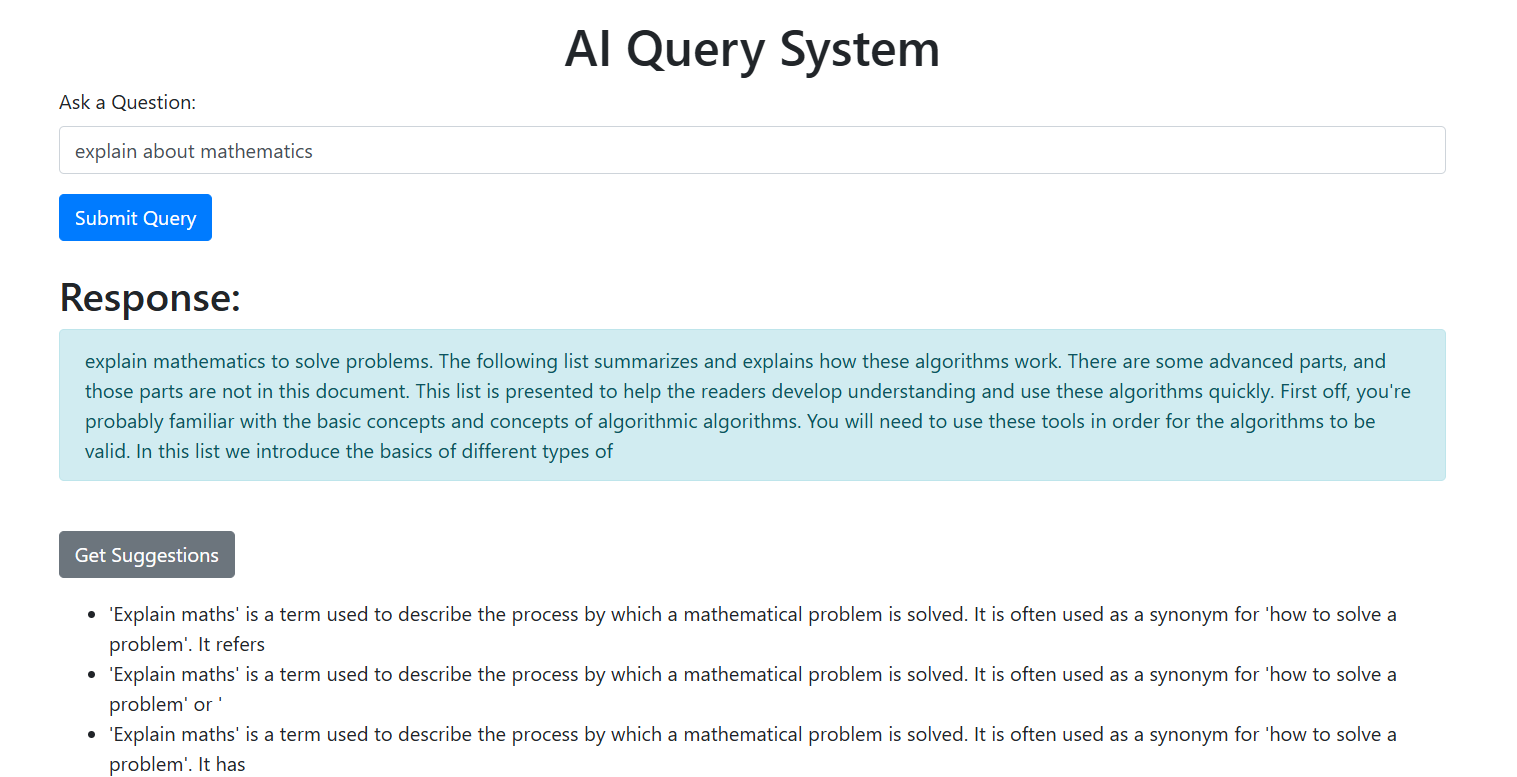 AI Query System
Ask a Question:
explain about mathematics
Submit Query
Response:
explain mathematics to solve problems. The following list summarizes and explains how these algorithms work. There are some advanced parts, and
those parts are not in this document. This list is presented to help the readers develop understanding and use these algorithms quickly. First off, you're
probably familiar with the basic concepts and concepts of algorithmic algorithms. You will need to use these tools in order for the algorithms to be
valid. In this list we introduce the basics of different types of
Get Suggestions
• 'Explain maths' is a term used to describe the process by which a mathematical problem is solved. It is often used as a synonym for 'how to solve a
problem'. It refers
• 'Explain maths' is a term used to describe the process by which a mathematical problem is solved. It is often used as a synonym for 'how to solve a
problem' or '
• 'Explain maths' is a term used to describe the process by which a mathematical problem is solved. It is often used as a synonym for 'how to solve a
problem'. It has